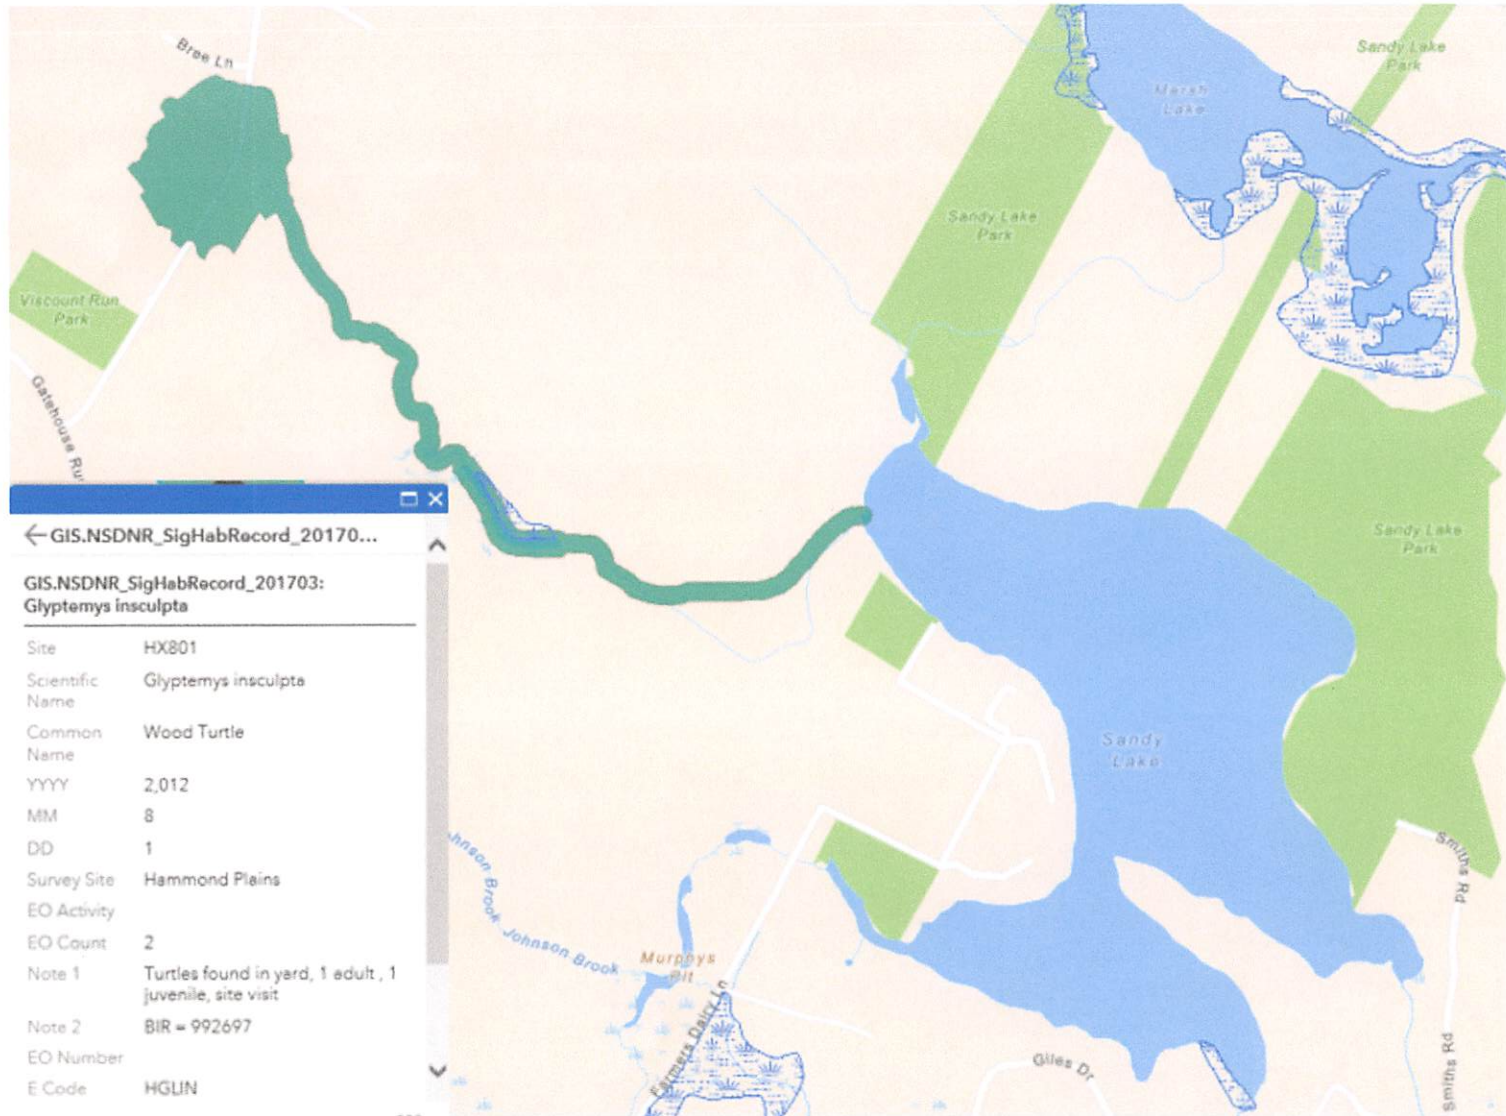 Bree Ln
Sandy Lake
Park
Marsh
Lake
Sandy Lake
Park
Viscount Run
Park
Gatehouse Ru
GIS.NSDNR_SigHabRecord_20170...
GIS.NSDNR_SigHabRecord_201703:
Glyptemys insculpta
Site HX801
Scientific Glyptemys insculpta
Name
Common Wood Turtle
Name
YYYY 2,012
MM 8
DD 1
Survey Site Hammond Plains
EO Activity
EO Count 2
Note 1 Turtles found in yard, 1 adult , 1
juvenile, site visit
Note 2 BIR = 992697
EO Number
E Code HGLIN
Sandy Lake
Park
Sandy
Lake
Smiths Rd
hnson Brook
Johnson Brook
Murphys
Pit
Farmers Dairy Ln
Giles Dr
Smiths Rd